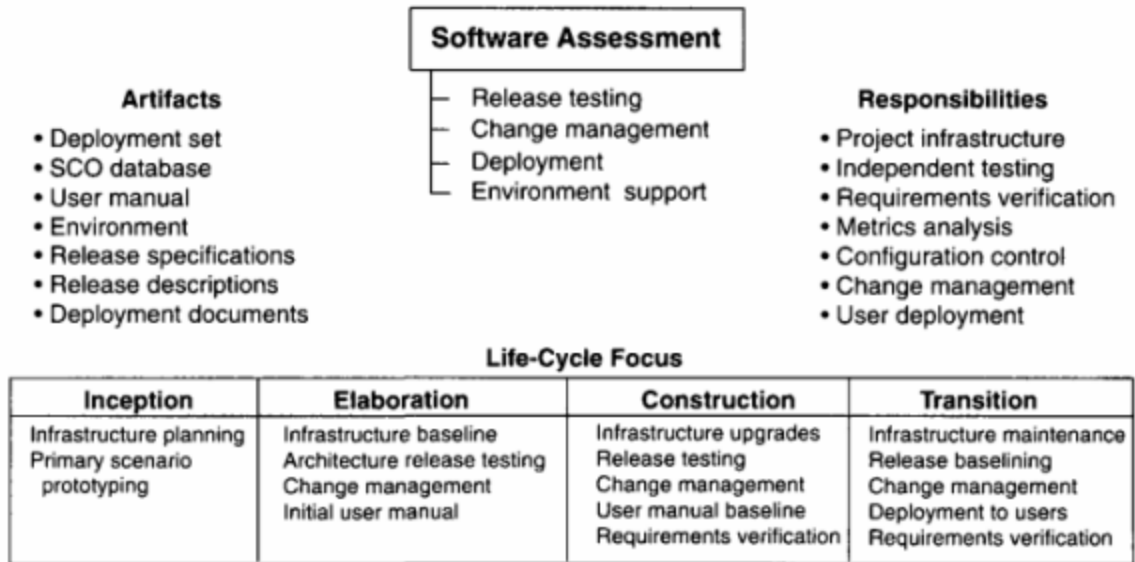 Software Assessment
Release testing
Change management
Deployment
Environment support
Artifacts
• Deployment set
• SCO database
• User manual
• Environment
• Release specifications
• Release descriptions
• Deployment documents
Responsibilities
• Project infrastructure
• Independent testing
• Requirements verification
• Metrics analysis
• Configuration control
• Change management
• User deployment
Life-Cycle Focus
Inception
Infrastructure planning
Primary scenario
prototyping
Elaboration
Infrastructure baseline
Architecture release testing
Change management
Initial user manual
Construction
Infrastructure upgrades
Release testing
Change management
User manual baseline
Requirements verification
Transition
Infrastructure maintenance
Release baselining
Change management
Deployment to users
Requirements verification